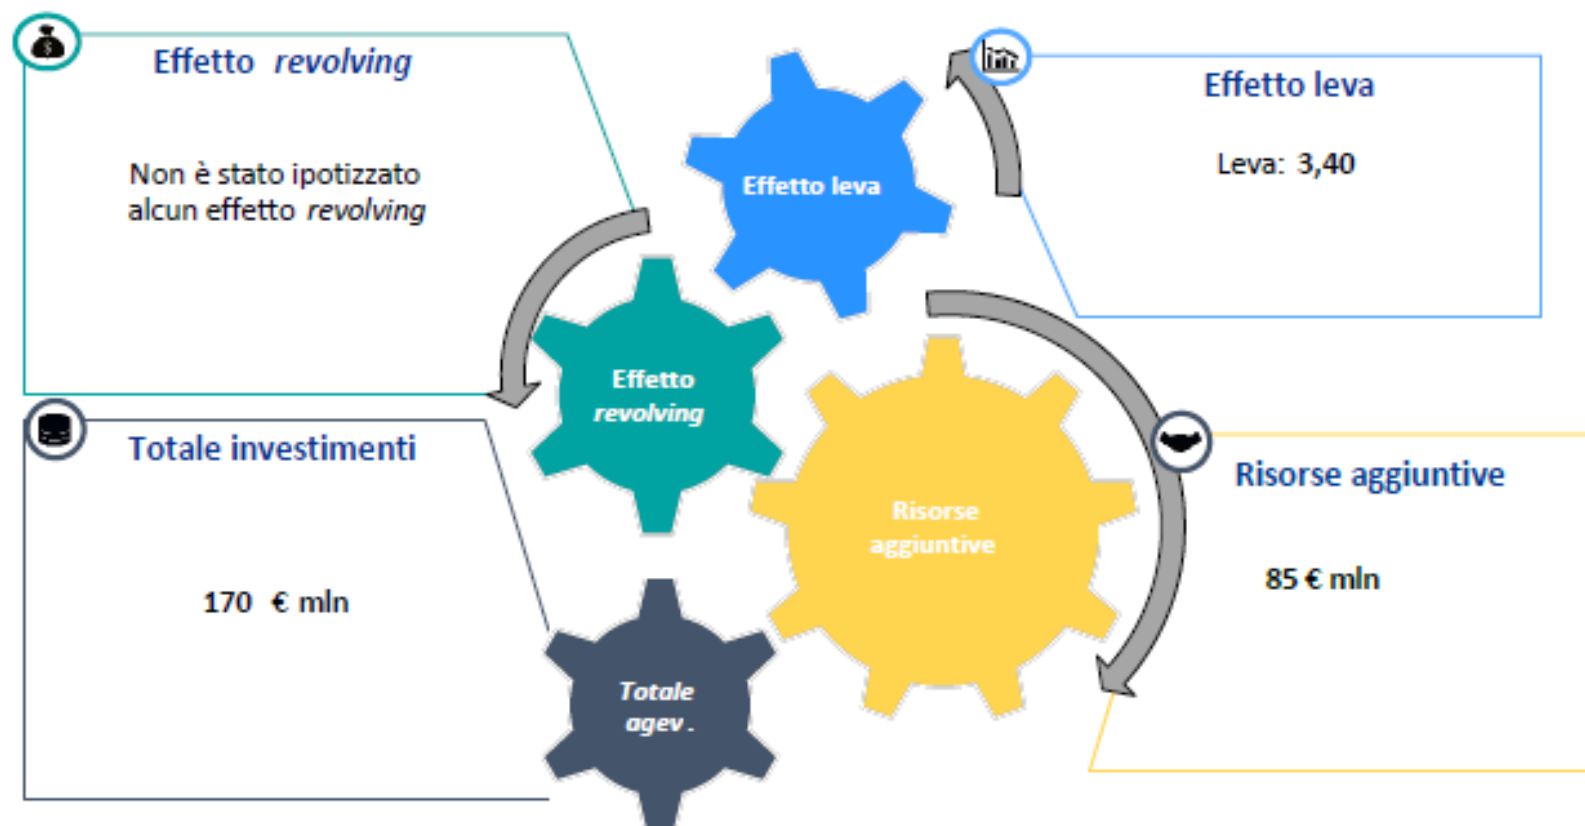 Effetto revolving
Non è stato ipotizzato
alcun effetto revolving
Effetto leva
Effetto leva
Leva: 3,40
Effetto
revolving
Totale investimenti
170 € mln
Risorse
aggiuntive
Risorse aggiuntive
85 € mln
Totale
agev.